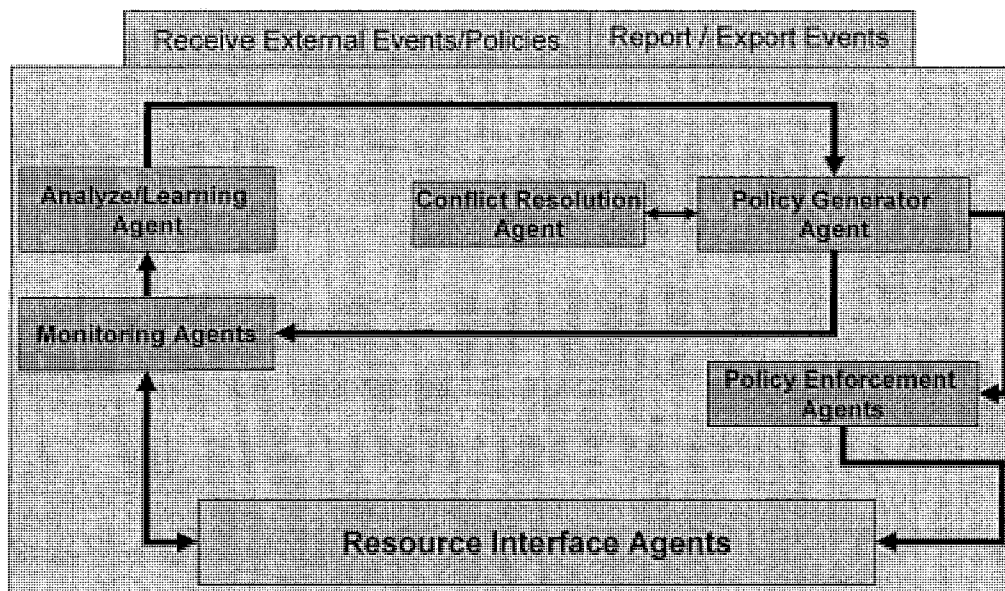 Receive External Events/Policies
Report / Export Events
Analyze/Learning
Agent
Conflict Resolution
Agent
Policy Generator
Agent
Monitoring Agents
Policy Enforcement
Agents
Resource Interface Agents